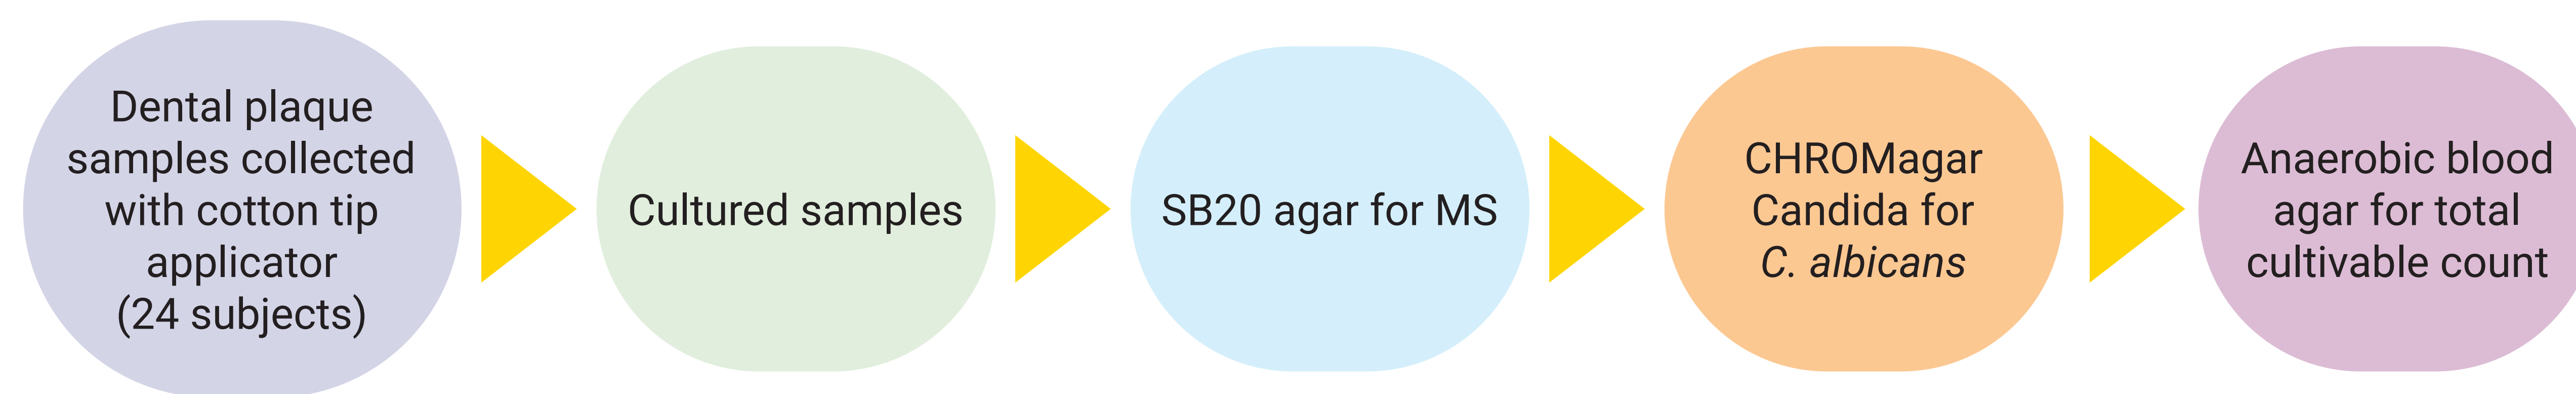 Dental plaque
samples collected
with cotton tip
applicator
(24 subjects)
Cultured samples
SB20 agar for MS
CHROMagar
Candida for
C. albicans
Anaerobic blood
agar for total
cultivable count